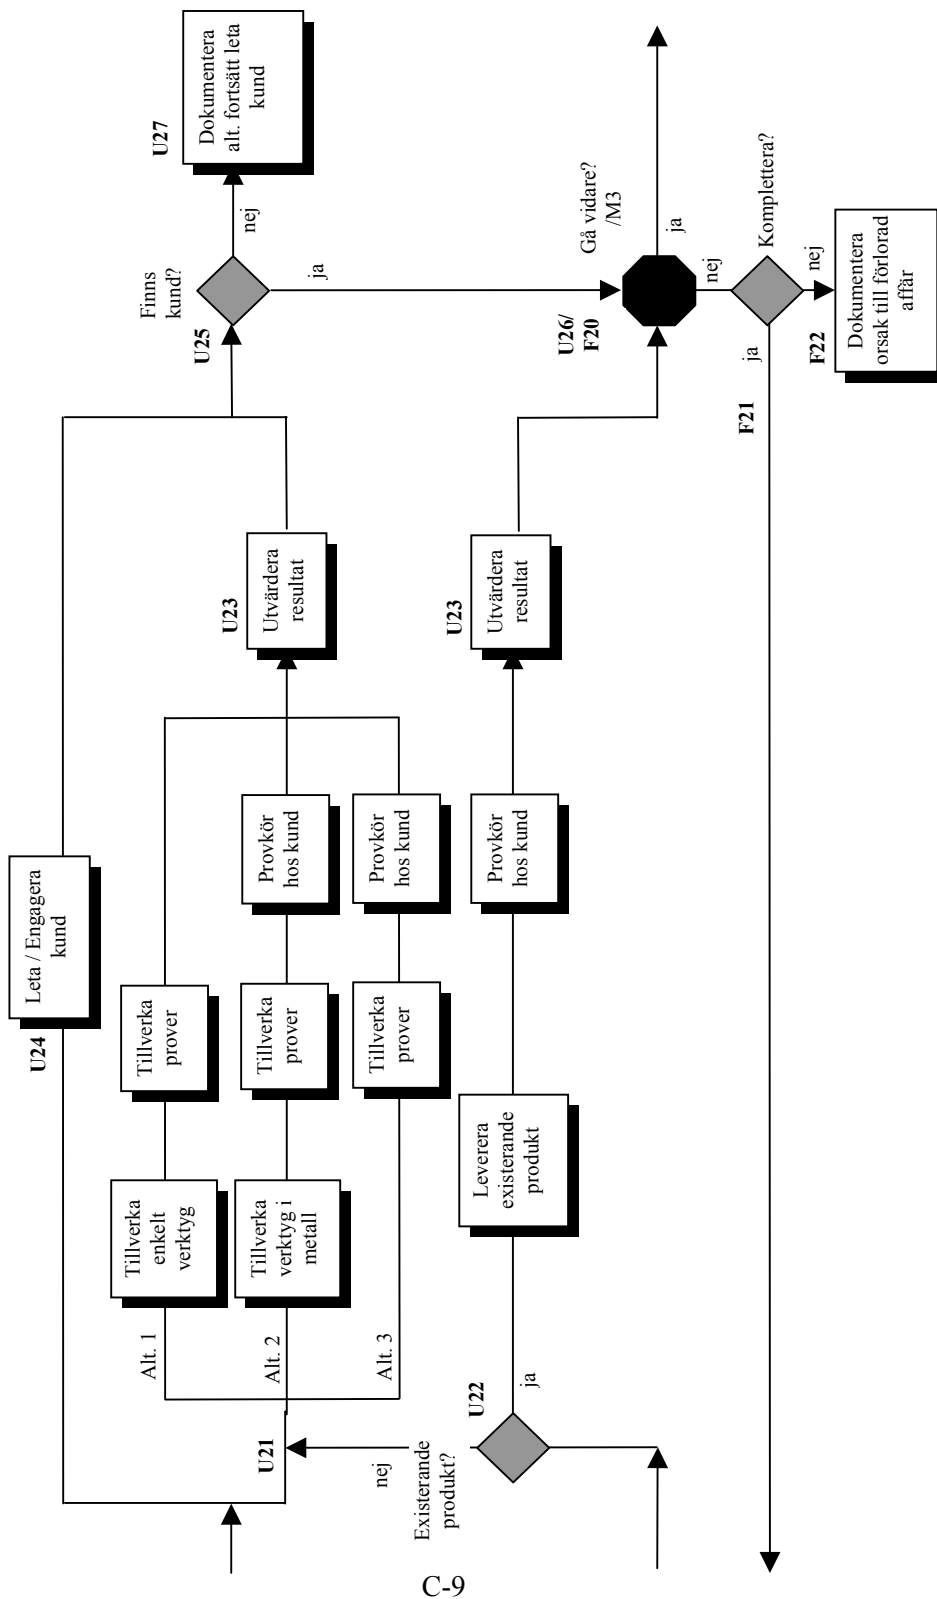 U24
Leta / Engagera
kund
U21
Alt. 1
Tillverka
enkelt
verktyg
Tillverka
prover
Alt. 2
Tillverka
verktyg i
metall
Tillverka
prover
Provkör
hos kund
Alt. 3
Tillverka
prover
Provkör
hos kund
U23
Utvärdera
resultat
U25
Finns
kund?
nej
ja
U27
Dokumentera
alt. fortsätt leta
kund
Existerande
produkt?
nej
U22
ja
Leverera
existerande
produkt
Provkör
hos kund
U23
Utvärdera
resultat
U26/
F20
Gå vidare?
/M3
ja
nej
Komplettera?
F21
ja
nej
F22
Dokumentera
orsak till förlorad
affär
C-9